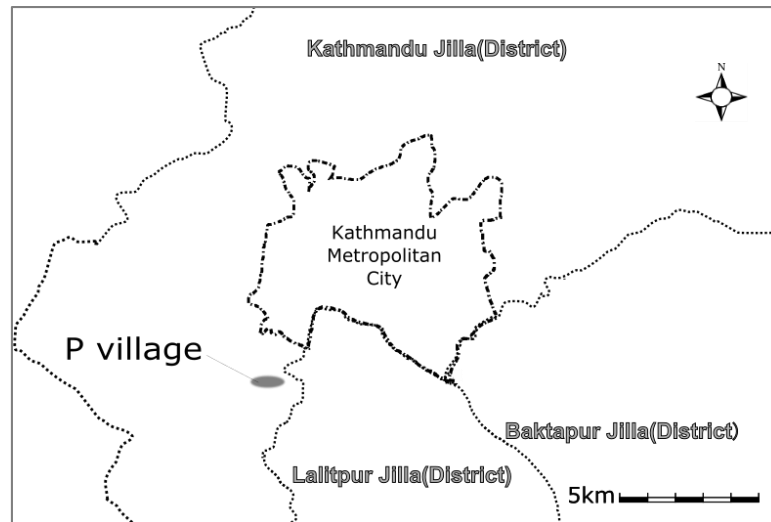 Kathmandu Jilla(District)
N
Kathmandu
Metropolitan
City
P village
Baktapur Jilla(District)
Lalitpur Jilla(District)
5km